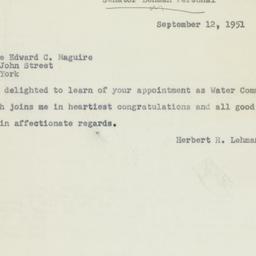 Senator Lehman Personal
September 12, 1951
e Edward C. Maguire
John Street
York
delighted to learn of your appointment as Water Com
h joins me in heartiest congratulations and all good
in affectionate regards.
Herbert H. Lehma